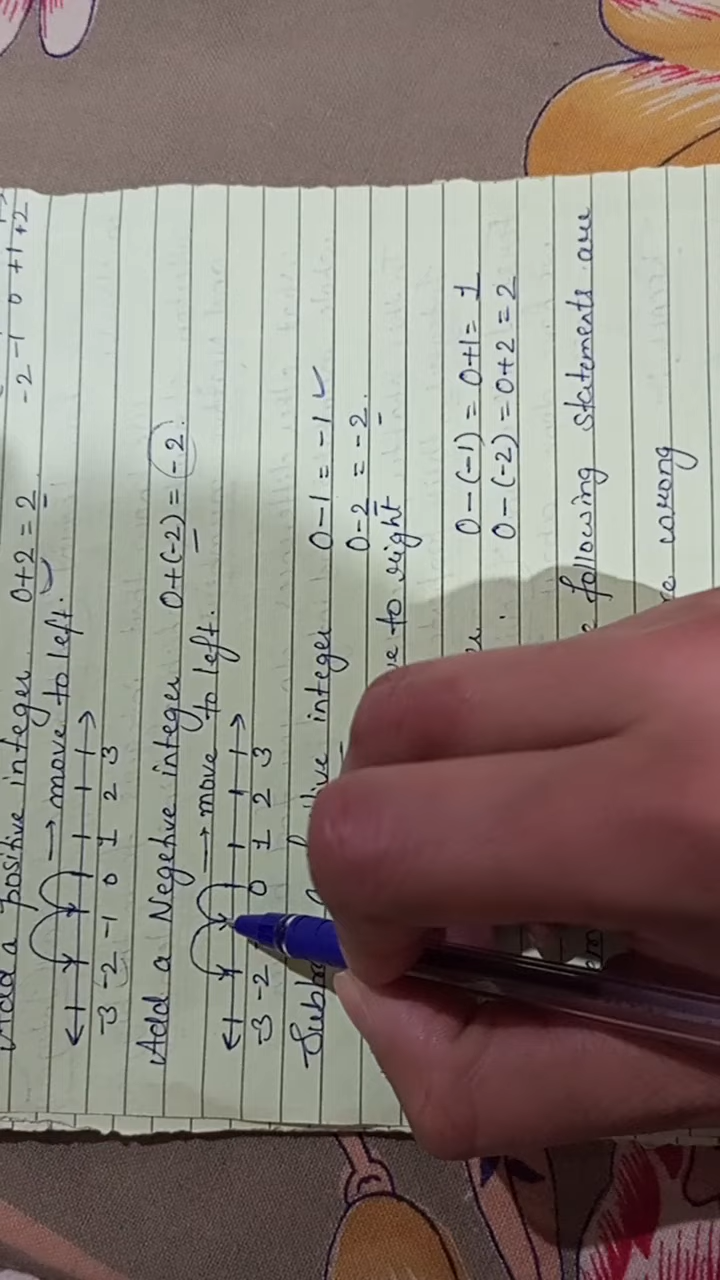 Add a positive integer 0+2=2 -2 -1 0 +1 +2
→ move to left.
-3 -2 -1 0 1 2 3
Add a Negetive integer 0+(-2) = -2.
→ move to left.
-3 -2 0 1 2 3
integer 0-1 = -1 ✓
0-2 = -2.
to right
0-(-1) = 0+1 = 1
0-(-2) = 0+2 = 2
following statements are
wrong